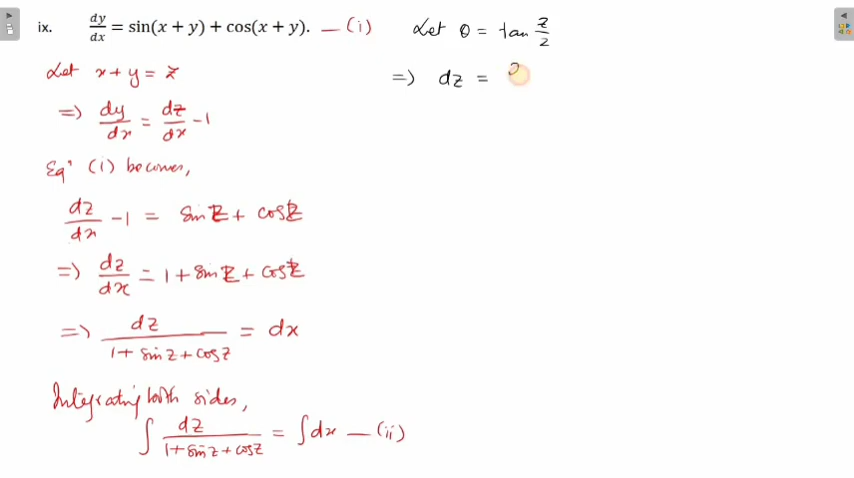 ix. dy/dx = sin(x + y) + cos(x + y). — (i)
Let x + y = z
=> dy/dx = dz/dx - 1
Eqⁿ (i) becomes,
dz/dx - 1 = sin z + cos z
=> dz/dx = 1 + sin z + cos z
=> dz/(1 + sin z + cos z) = dx
Integrating both sides,
∫ dz/(1 + sin z + cos z) = ∫ dx — (ii)
Let θ = tan z/2
=> dz =